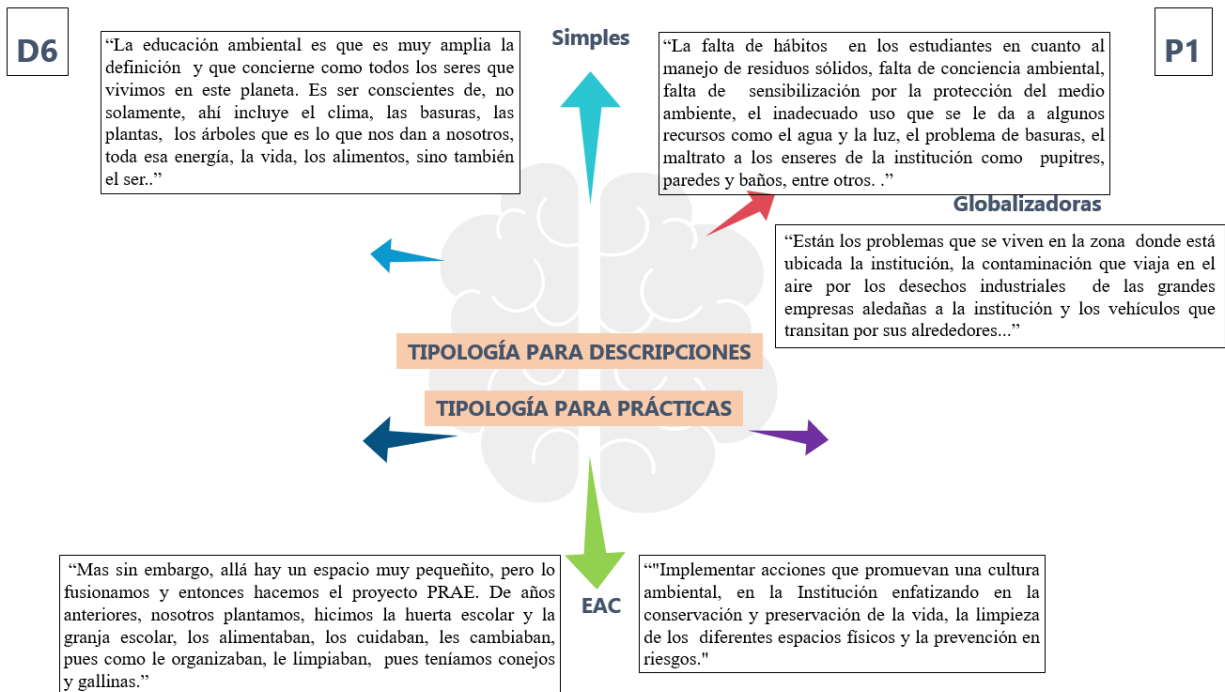 D6
“La educación ambiental es que es muy amplia la
definición y que concierne como todos los seres que
vivimos en este planeta. Es ser conscientes de, no
solamente, ahí incluye el clima, las basuras, las
plantas, los árboles que es lo que nos dan a nosotros,
toda esa energía, la vida, los alimentos, sino también
el ser..”
Simples
“La falta de hábitos en los estudiantes en cuanto al
manejo de residuos sólidos, falta de conciencia ambiental,
falta de sensibilización por la protección del medio
ambiente, el inadecuado uso que se le da a algunos
recursos como el agua y la luz, el problema de basuras, el
maltrato a los enseres de la institución como pupitres,
paredes y baños, entre otros. .”
P1
Globalizadoras
“Están los problemas que se viven en la zona donde está
ubicada la institución, la contaminación que viaja en el
aire por los desechos industriales de las grandes
empresas aledañas a la institución y los vehículos que
transitan por sus alrededores...”
TIPOLOGÍA PARA DESCRIPCIONES
TIPOLOGÍA PARA PRÁCTICAS
“Mas sin embargo, allá hay un espacio muy pequeñito, pero lo
fusionamos y entonces hacemos el proyecto PRAE. De años
anteriores, nosotros plantamos, hicimos la huerta escolar y la
granja escolar, los alimentaban, los cuidaban, les cambiaban,
pues como le organizaban, le limpiaban, pues teníamos conejos
y gallinas.”
EAC
“"Implementar acciones que promuevan una cultura
ambiental, en la Institución enfatizando en la
conservación y preservación de la vida, la limpieza
de los diferentes espacios físicos y la prevención en
riesgos."